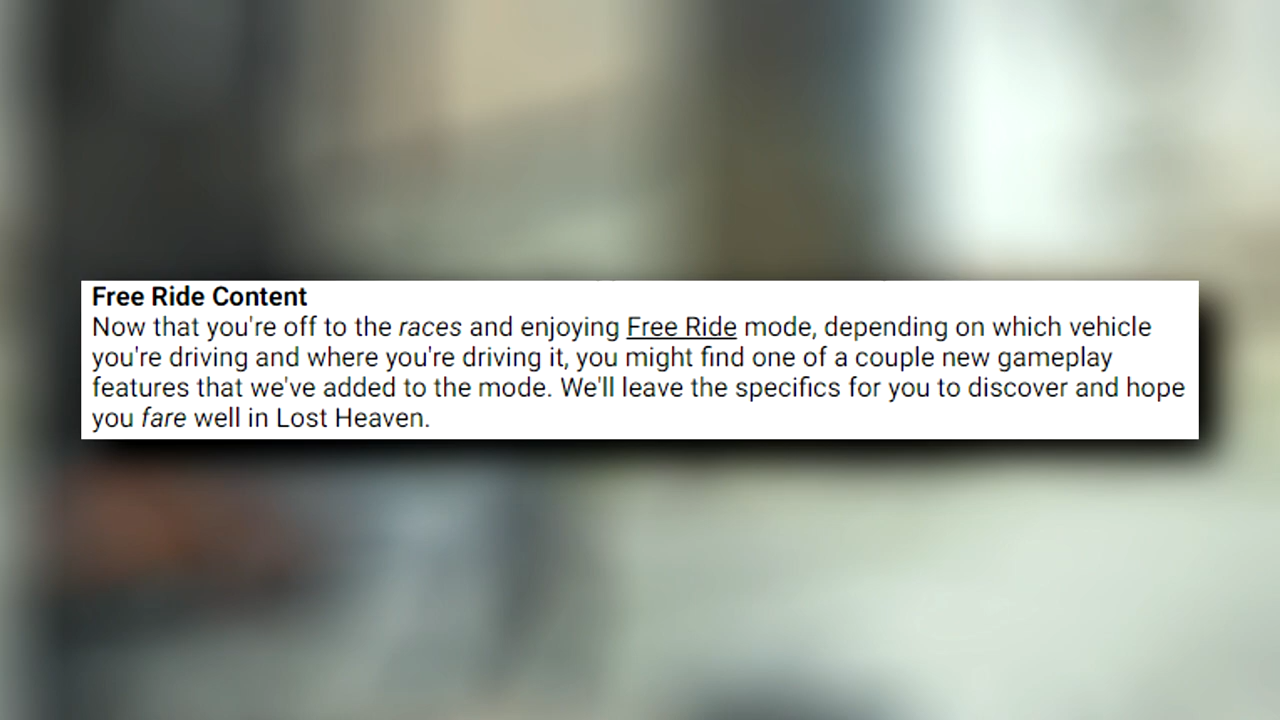 Free Ride Content
Now that you're off to the races and enjoying Free Ride mode, depending on which vehicle
you're driving and where you're driving it, you might find one of a couple new gameplay
features that we've added to the mode. We'll leave the specifics for you to discover and hope
you fare well in Lost Heaven.